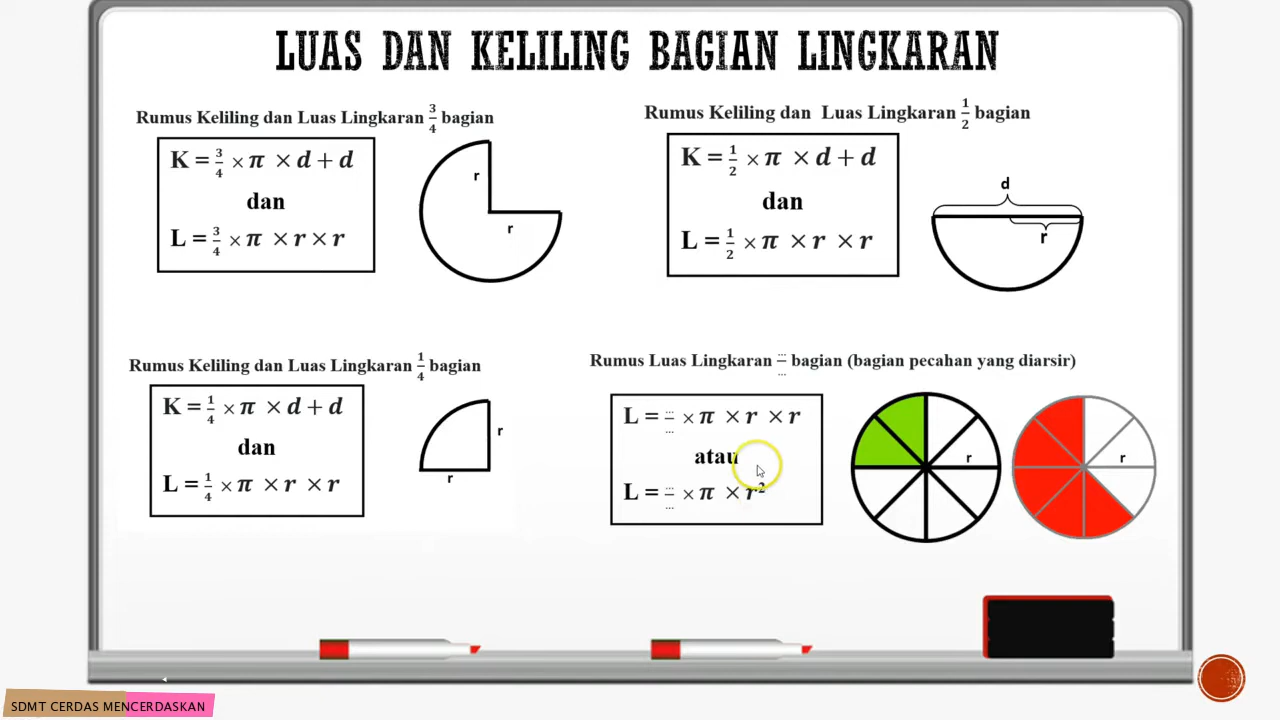 LUAS DAN KELILING BAGIAN LINGKARAN
Rumus Keliling dan Luas Lingkaran 3/4 bagian
K = 3/4 × π × d + d
dan
L = 3/4 × π × r × r
r
r
Rumus Keliling dan Luas Lingkaran 1/2 bagian
K = 1/2 × π × d + d
dan
L = 1/2 × π × r × r
d
r
Rumus Keliling dan Luas Lingkaran 1/4 bagian
K = 1/4 × π × d + d
dan
L = 1/4 × π × r × r
r
r
Rumus Luas Lingkaran .../... bagian (bagian pecahan yang diarsir)
L = .../... × π × r × r
atau
L = .../... × π × r²
r
r
SDMT CERDAS MENCERDASKAN